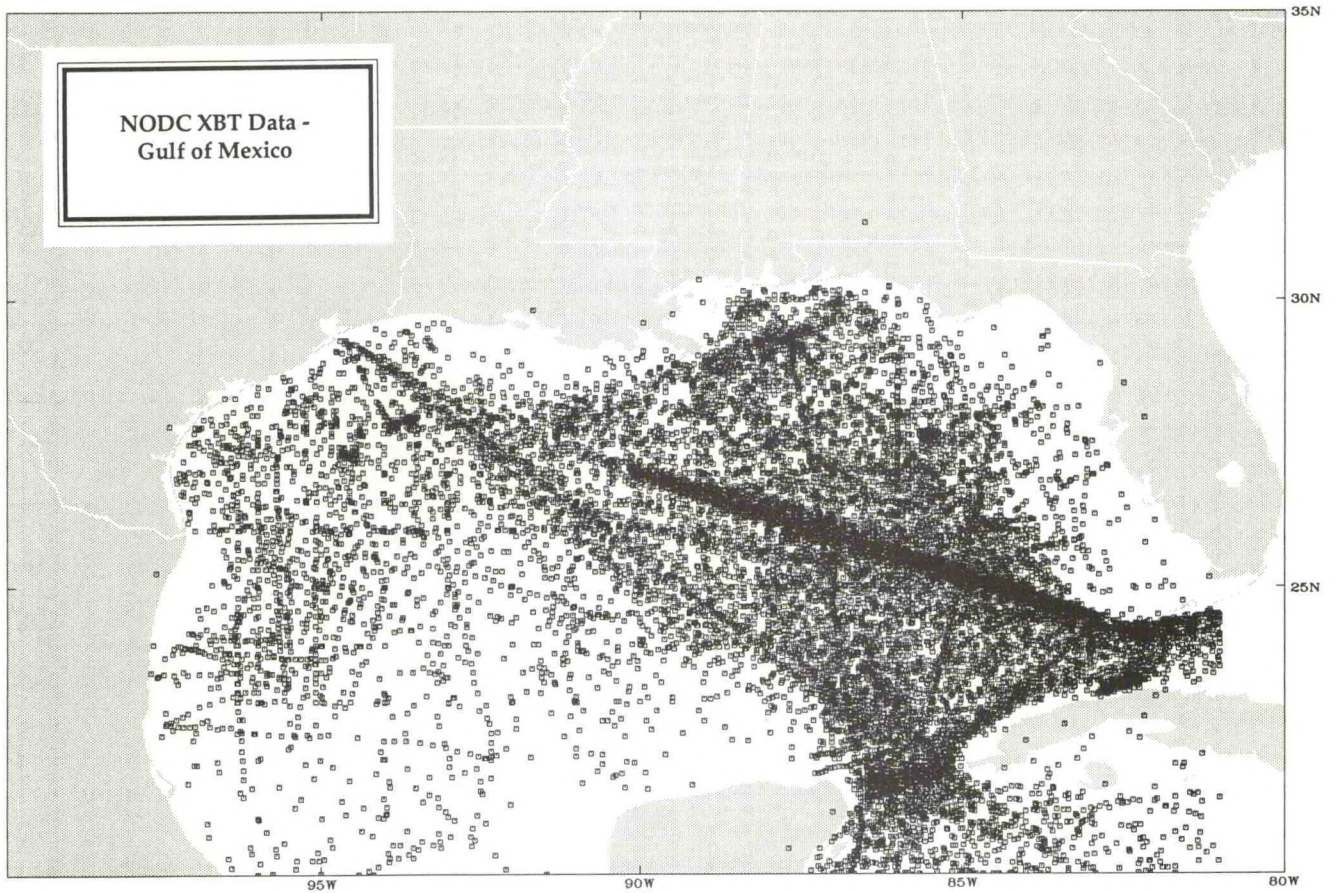 NODC XBT Data -
Gulf of Mexico
35N
30N
25N
95W
90W
85W
80W